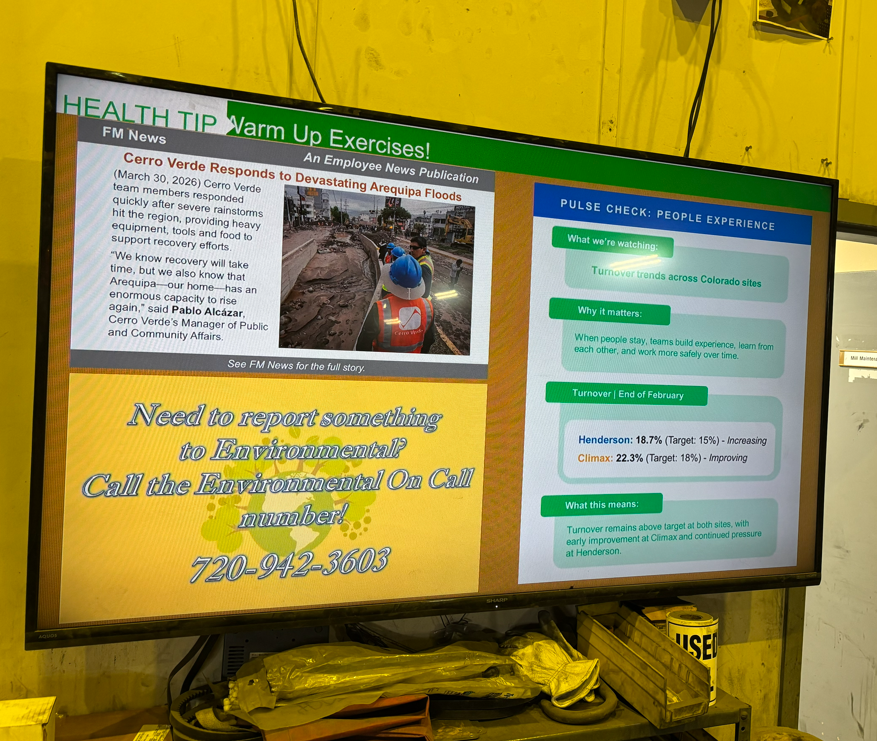 HEALTH TIP
Warm Up Exercises!
FM News
An Employee News Publication
Cerro Verde Responds to Devastating Arequipa Floods
(March 30, 2026) Cerro Verde
team members responded
quickly after severe rainstorms
hit the region, providing heavy
equipment, tools and food to
support recovery efforts.
"We know recovery will take
time, but we also know that
Arequipa—our home—has an
enormous capacity to rise
again," said Pablo Alcázar,
Cerro Verde's Manager of Public
and Community Affairs.
Cerro Verde
See FM News for the full story.
Need to report something
to Environmental?
Call the Environmental On Call
number!
720-942-3603
PULSE CHECK: PEOPLE EXPERIENCE
What we're watching:
Turnover trends across Colorado sites
Why it matters:
When people stay, teams build experience, learn from
each other, and work more safely over time.
Turnover | End of February
Henderson: 18.7% (Target: 15%) - Increasing
Climax: 22.3% (Target: 18%) - Improving
What this means:
Turnover remains above target at both sites, with
early improvement at Climax and continued pressure
at Henderson.
SHARP
USED